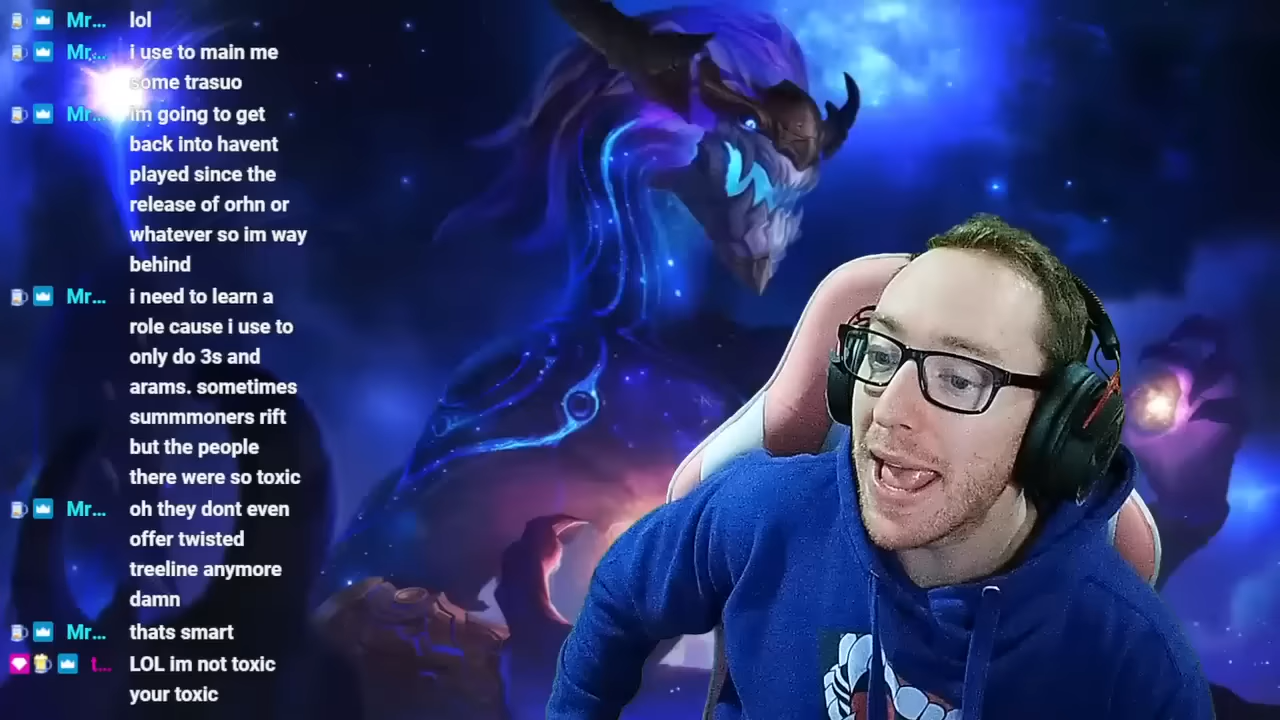 Mr... lol
Mr... i use to main me
some trasuo
Mr... im going to get
back into havent
played since the
release of orhn or
whatever so im way
behind
Mr... i need to learn a
role cause i use to
only do 3s and
arams. sometimes
summmoners rift
but the people
there were so toxic
Mr... oh they dont even
offer twisted
treeline anymore
damn
Mr... thats smart
t... LOL im not toxic
your toxic